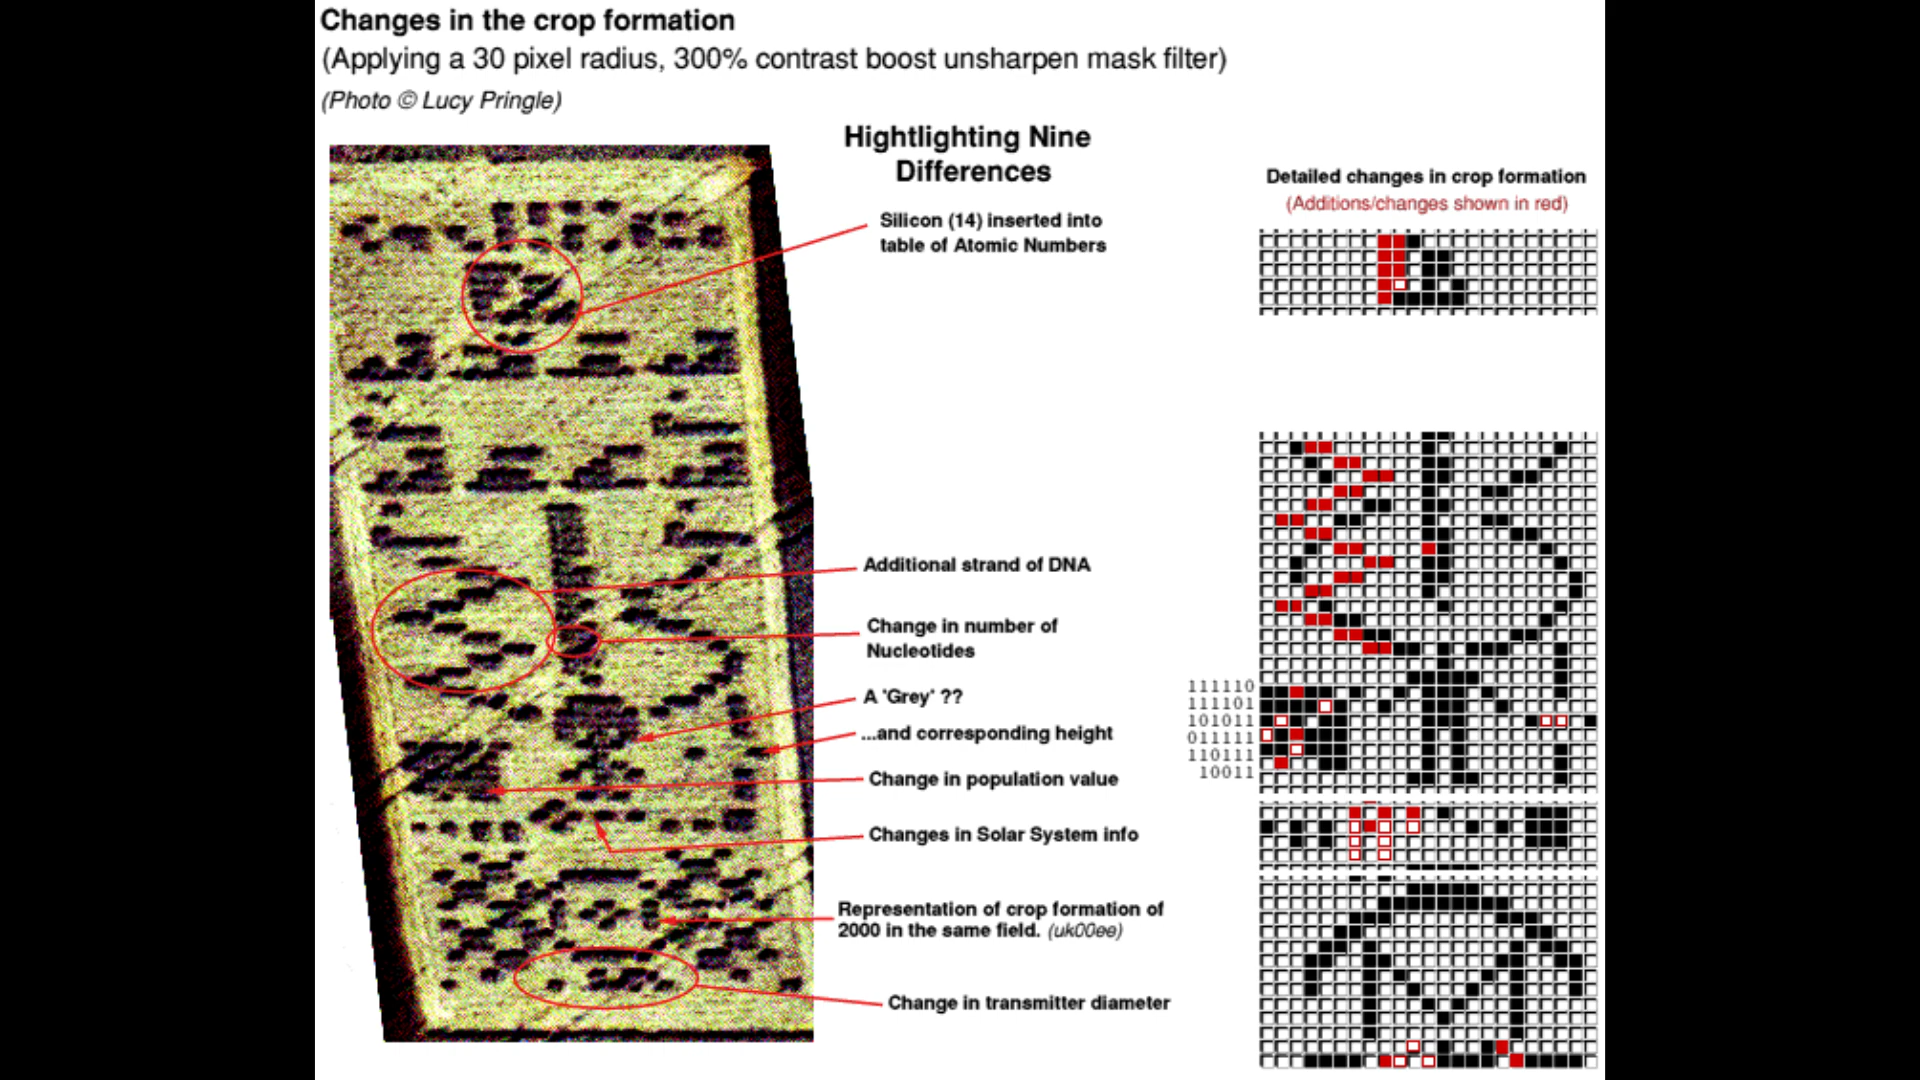 Changes in the crop formation
(Applying a 30 pixel radius, 300% contrast boost unsharpen mask filter)
(Photo © Lucy Pringle)
Hightlighting Nine
Differences
Silicon (14) inserted into
table of Atomic Numbers
Additional strand of DNA
Change in number of
Nucleotides
A 'Grey' ??
...and corresponding height
Change in population value
Changes in Solar System info
Representation of crop formation of
2000 in the same field. (uk00ee)
Change in transmitter diameter
Detailed changes in crop formation
(Additions/changes shown in red)
111110
111101
101011
011111
110111
10011